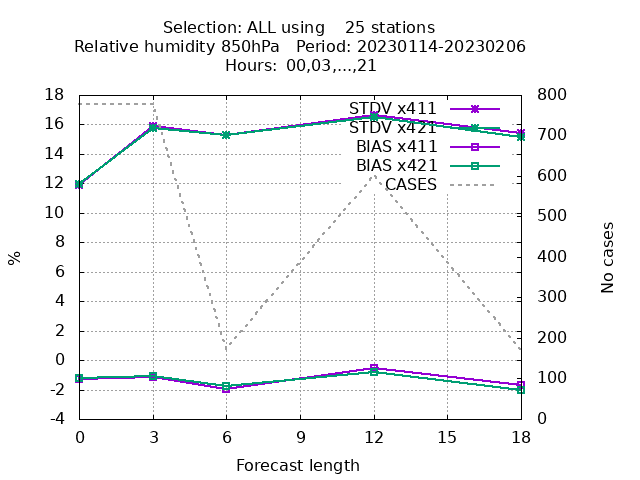 Selection: ALL using    25 stations
Relative humidity 850hPa   Period: 20230114-20230206
Hours: 00,03,...,21
STDV x411
STDV x421
BIAS x411
BIAS x421
CASES
18
16
14
12
10
8
6
4
2
0
-2
-4
%
800
700
600
500
400
300
200
100
0
No cases
0 3 6 9 12 15 18
Forecast length